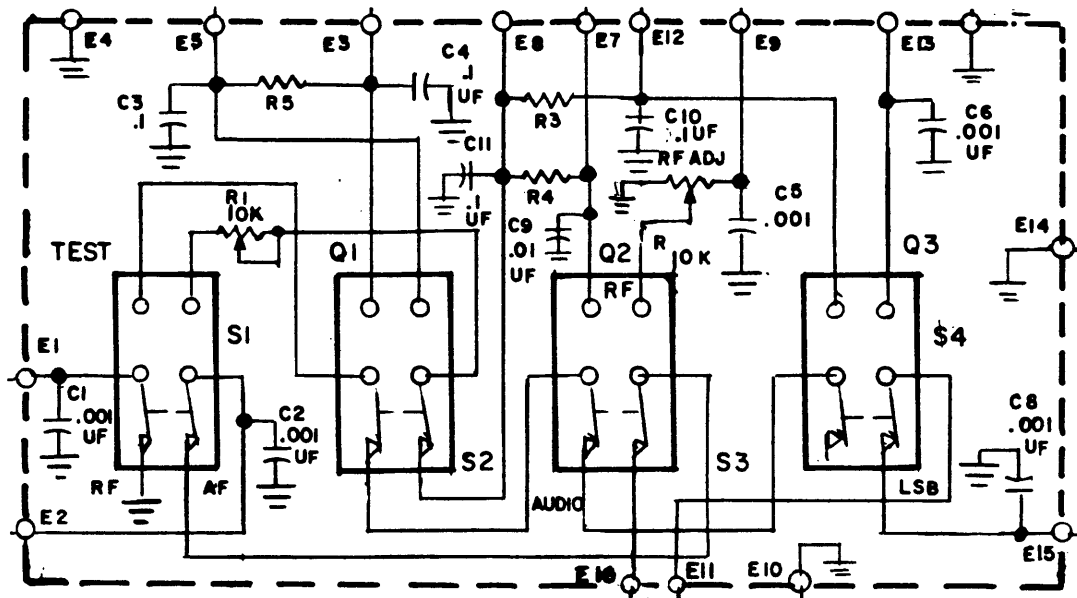 E4
E5
E3
E8
E7
E12
E9
E13
C4
.1
UF
C3
.1
R5
R3
C10
.1UF
C6
.001
UF
C11
.1
UF
RF ADJ
R4
R1
10K
C5
.001
C9
.01
UF
R
10K
E14
TEST
Q1
Q2
RF
Q3
S1
S4
E1
C1
.001
UF
C2
.001
UF
C8
.001
UF
S2
S3
RF
AF
AUDIO
LSB
E2
E10
E11
E10
E15